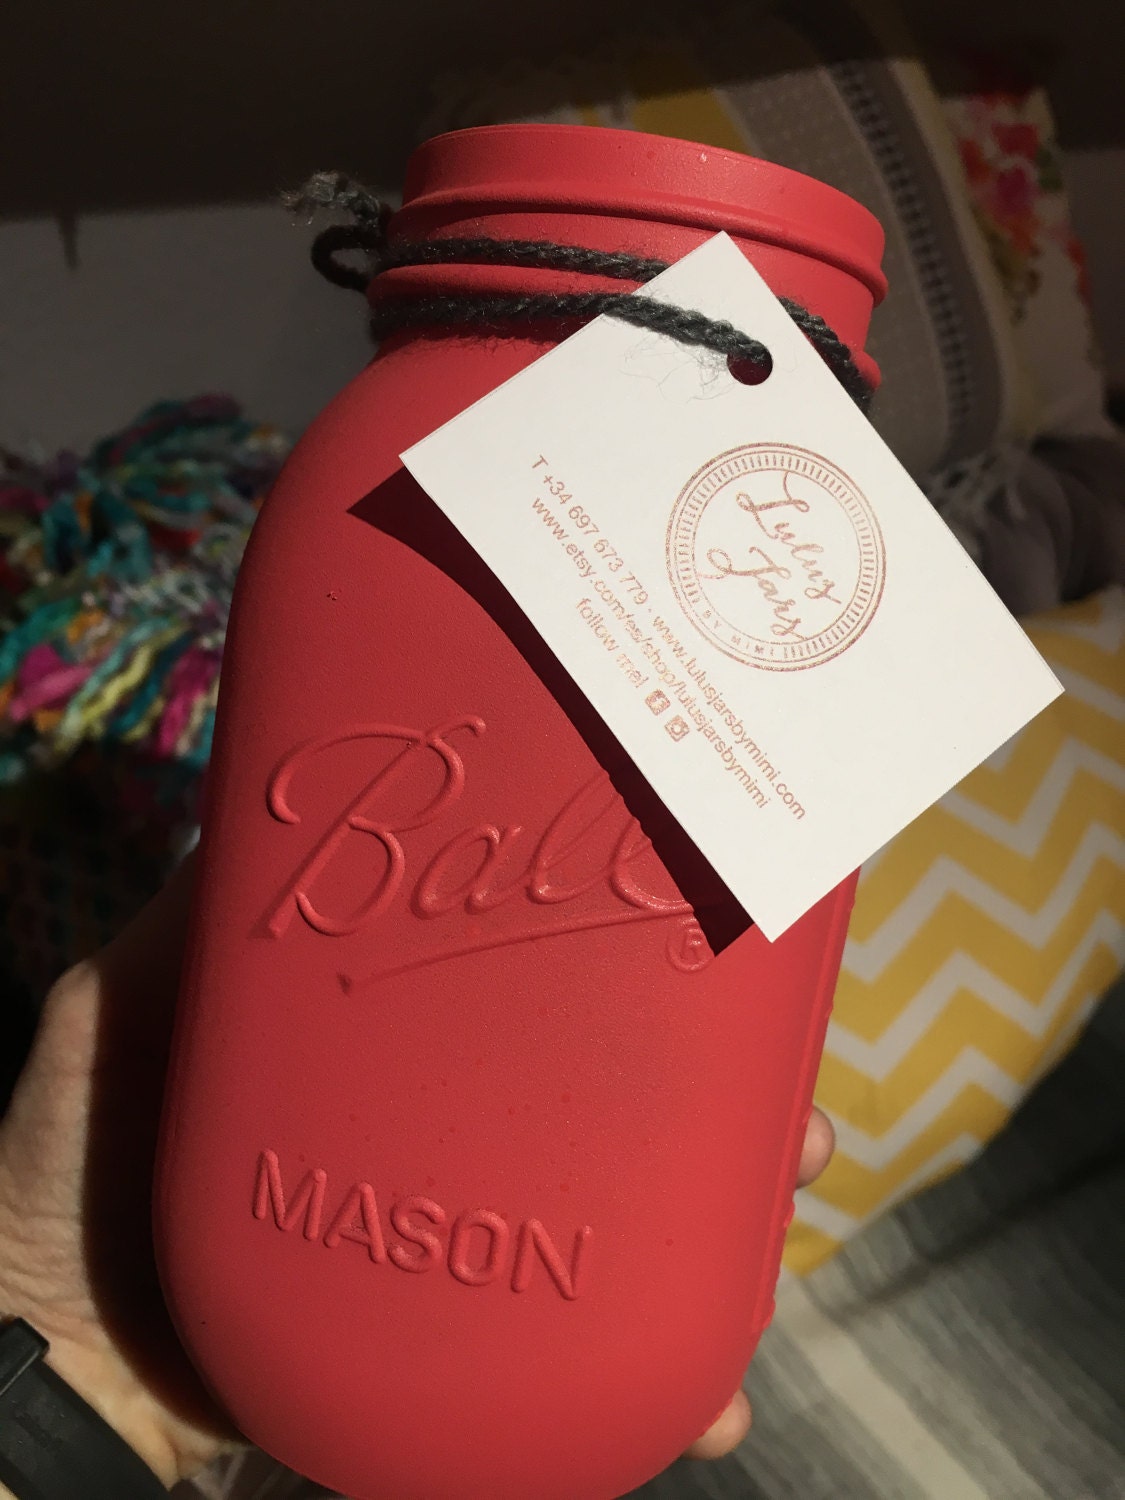 Lulus
Jars
BY MIMI
T +34 697 673 779 · www.lulusjarsbymimi.com
www.etsy.com/es/shop/lulusjarsbymimi
follow me!
Ball
®
MASON